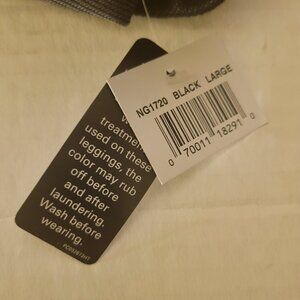 NG1720 BLACK LARGE
0 70011 18291 0
treatment
used on these
leggings, the
color may rub
off before
and after
laundering.
Wash before
wearing.